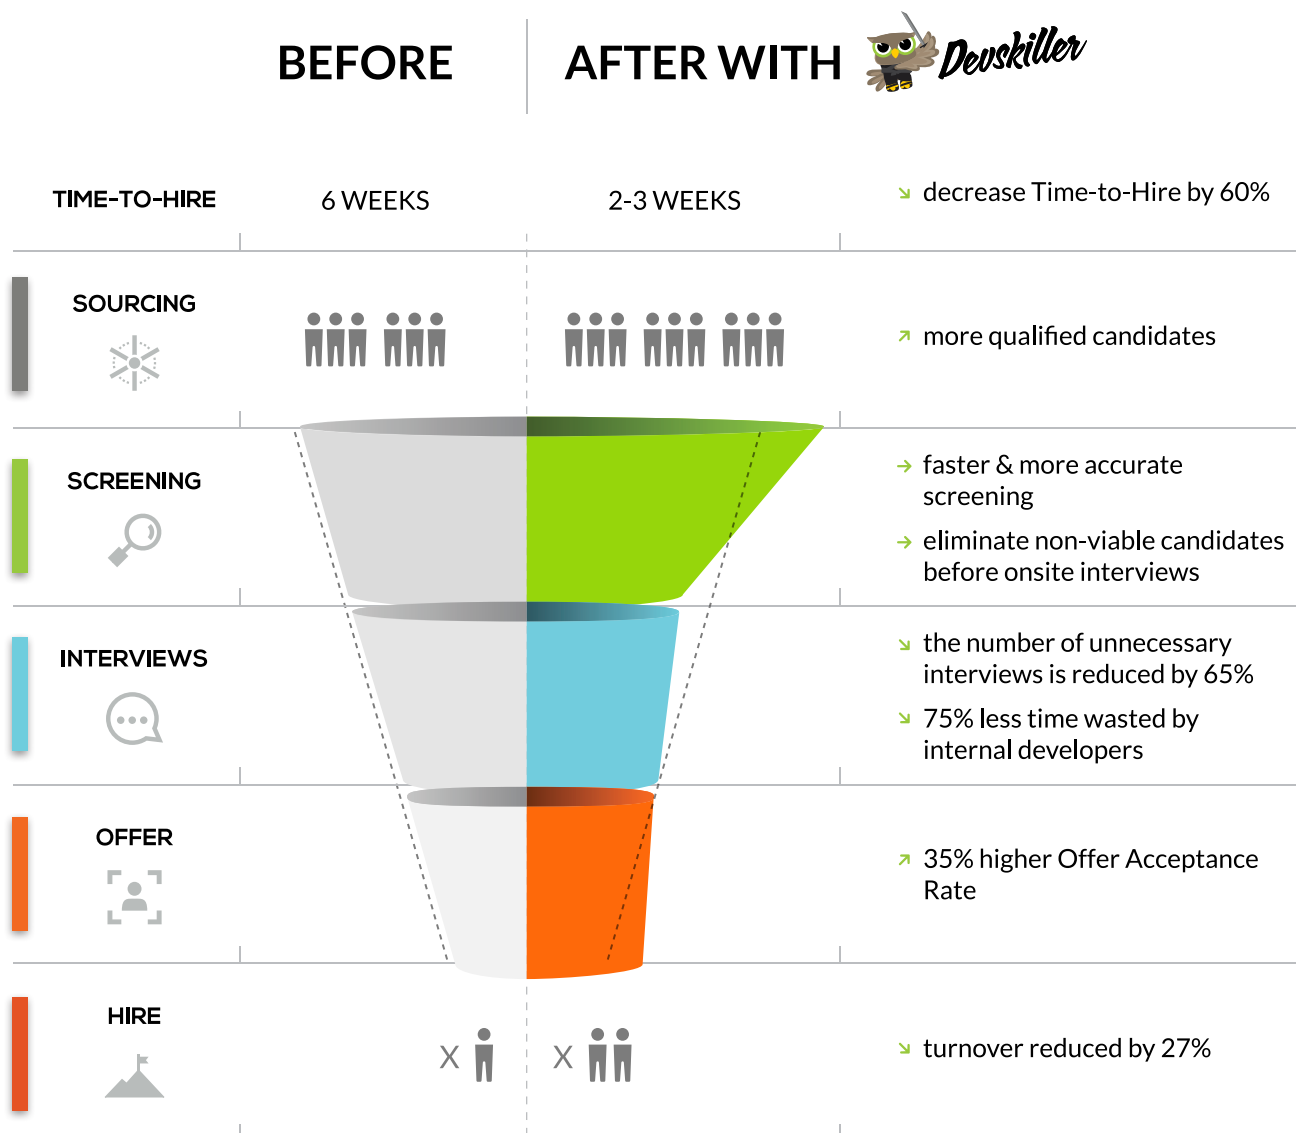 BEFORE
AFTER WITH Devskiller
TIME-TO-HIRE
6 WEEKS
2-3 WEEKS
decrease Time-to-Hire by 60%
SOURCING
more qualified candidates
SCREENING
faster & more accurate
screening
eliminate non-viable candidates
before onsite interviews
INTERVIEWS
the number of unnecessary
interviews is reduced by 65%
75% less time wasted by
internal developers
OFFER
35% higher Offer Acceptance
Rate
HIRE
X
X
turnover reduced by 27%